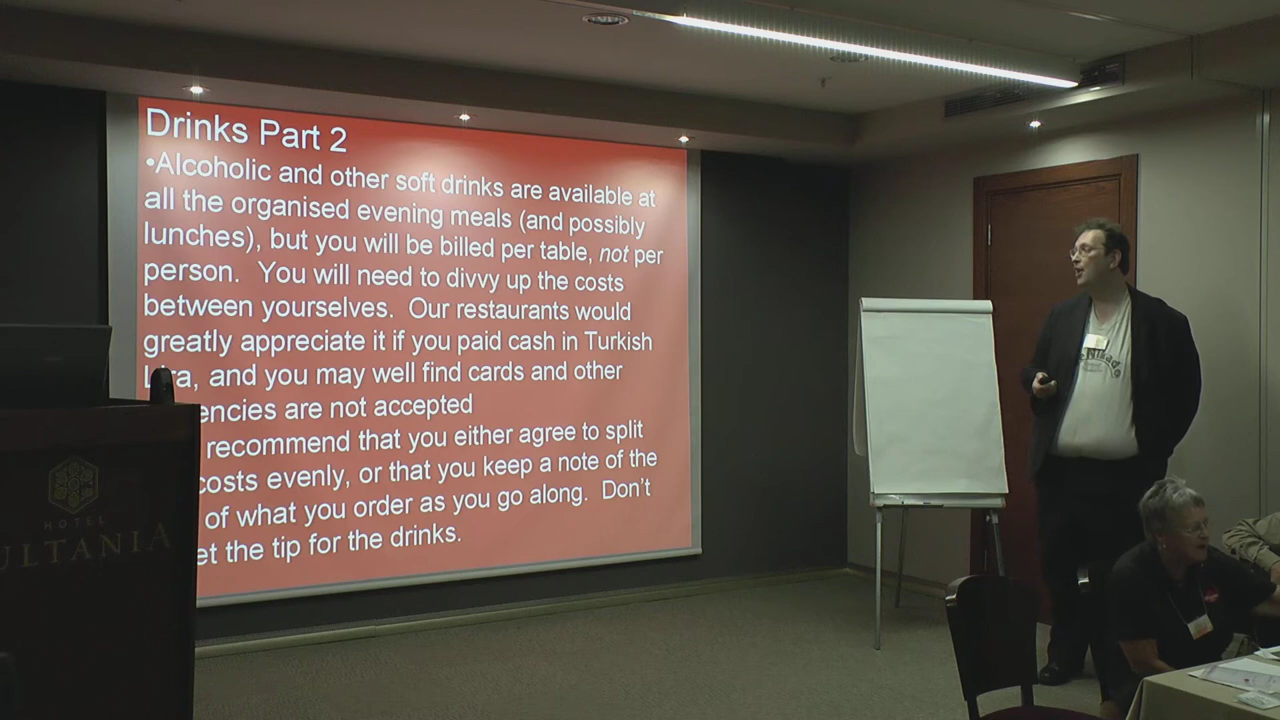 Drinks Part 2
•Alcoholic and other soft drinks are available at
all the organised evening meals (and possibly
lunches), but you will be billed per table, not per
person. You will need to divvy up the costs
between yourselves. Our restaurants would
greatly appreciate it if you paid cash in Turkish
L ra, and you may well find cards and other
encies are not accepted
recommend that you either agree to split
costs evenly, or that you keep a note of the
of what you order as you go along. Don't
et the tip for the drinks.
HOTEL
ULTANIA